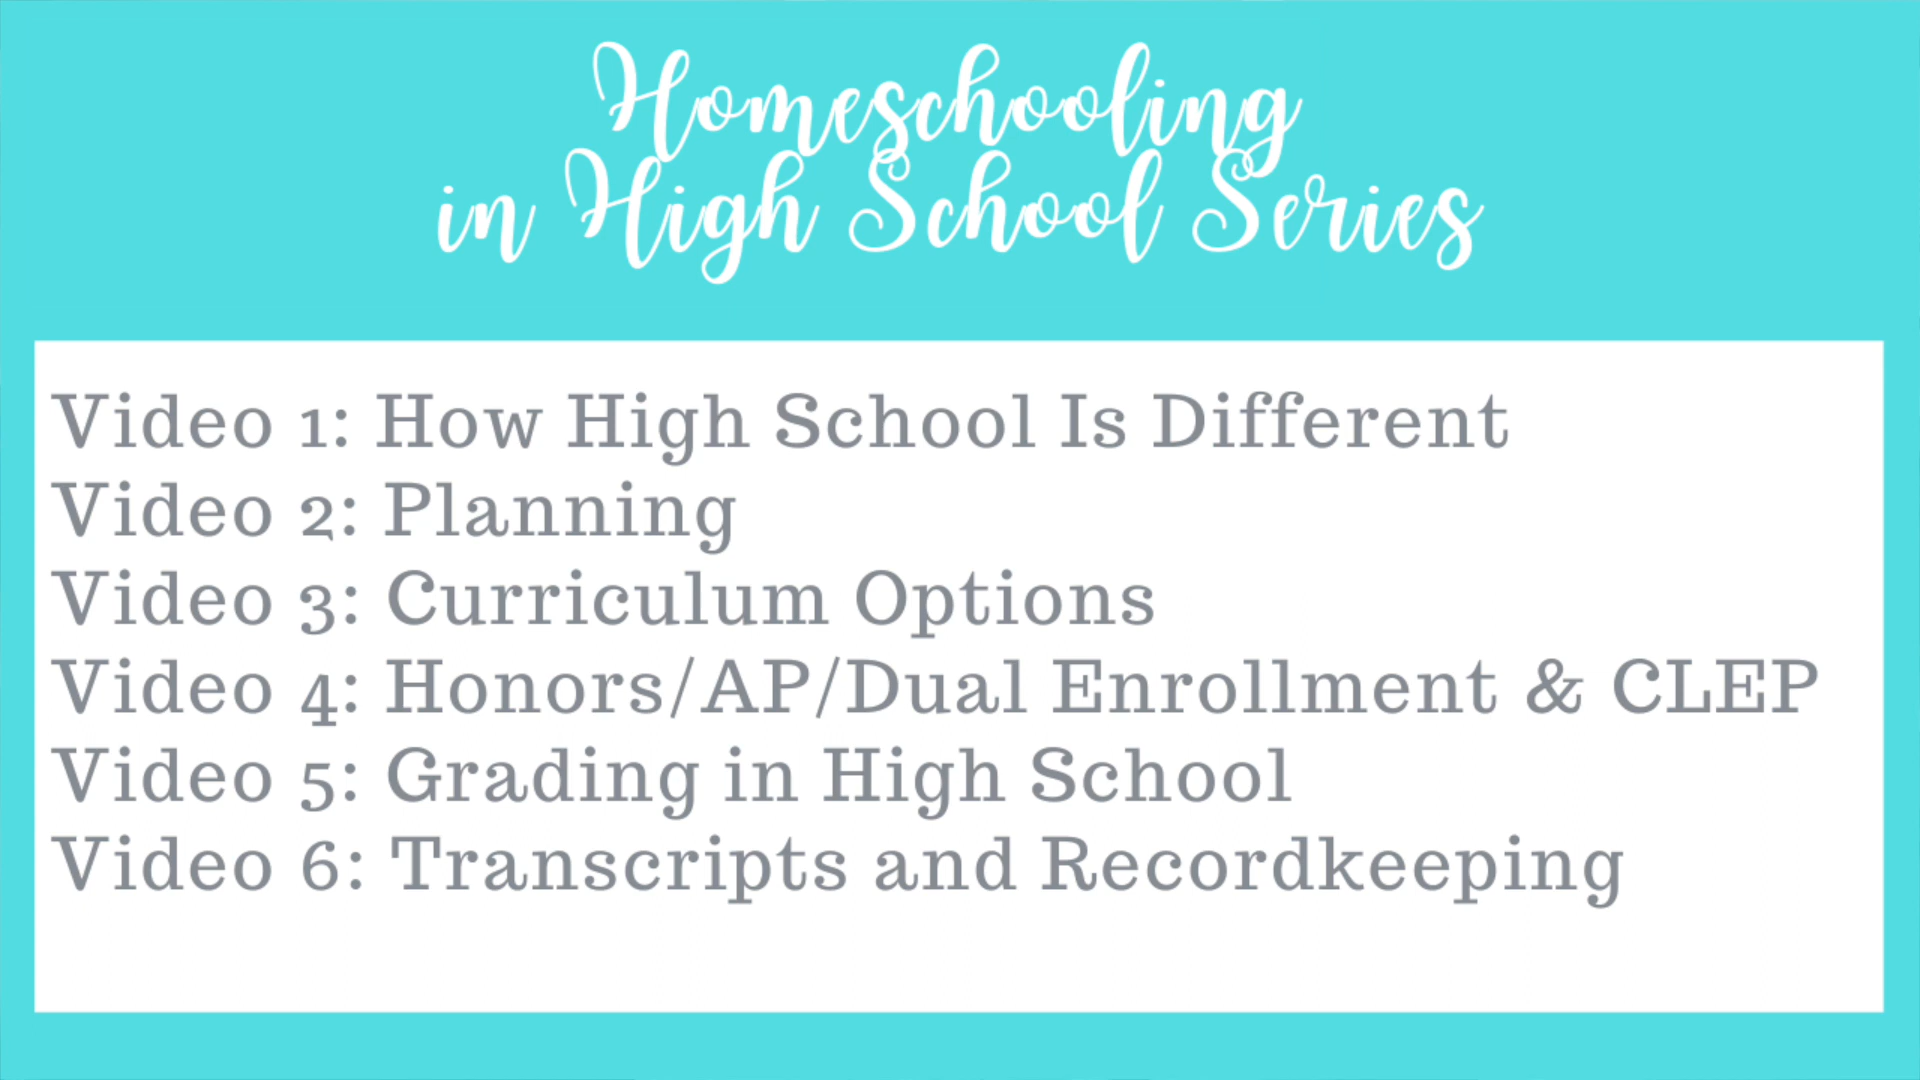 Homeschooling
in High School Series
Video 1: How High School Is Different
Video 2: Planning
Video 3: Curriculum Options
Video 4: Honors/AP/Dual Enrollment & CLEP
Video 5: Grading in High School
Video 6: Transcripts and Recordkeeping